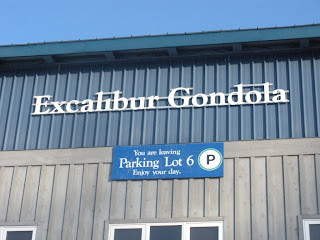 Excalibur Gondola
You are leaving
Parking Lot 6
Enjoy your day.
P